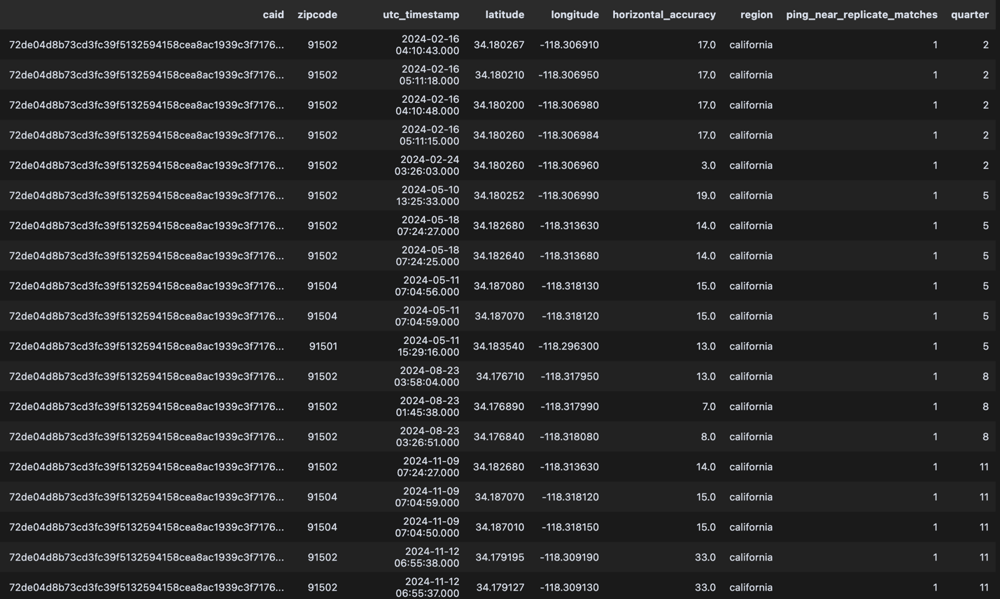 caid zipcode utc_timestamp latitude longitude horizontal_accuracy region ping_near_replicate_matches quarter
72de04d8b73cd3fc39f5132594158cea8ac1939c3f7176... 91502 2024-02-16 04:10:43.000 34.180267 -118.306910 17.0 california 1 2
72de04d8b73cd3fc39f5132594158cea8ac1939c3f7176... 91502 2024-02-16 05:11:18.000 34.180210 -118.306950 17.0 california 1 2
72de04d8b73cd3fc39f5132594158cea8ac1939c3f7176... 91502 2024-02-16 04:10:48.000 34.180200 -118.306980 17.0 california 1 2
72de04d8b73cd3fc39f5132594158cea8ac1939c3f7176... 91502 2024-02-16 05:11:15.000 34.180260 -118.306984 17.0 california 1 2
72de04d8b73cd3fc39f5132594158cea8ac1939c3f7176... 91502 2024-02-24 03:26:03.000 34.180260 -118.306960 3.0 california 1 2
72de04d8b73cd3fc39f5132594158cea8ac1939c3f7176... 91502 2024-05-10 13:25:33.000 34.180252 -118.306990 19.0 california 1 5
72de04d8b73cd3fc39f5132594158cea8ac1939c3f7176... 91502 2024-05-18 07:24:27.000 34.182680 -118.313630 14.0 california 1 5
72de04d8b73cd3fc39f5132594158cea8ac1939c3f7176... 91502 2024-05-18 07:24:25.000 34.182640 -118.313680 14.0 california 1 5
72de04d8b73cd3fc39f5132594158cea8ac1939c3f7176... 91504 2024-05-11 07:04:56.000 34.187080 -118.318130 15.0 california 1 5
72de04d8b73cd3fc39f5132594158cea8ac1939c3f7176... 91504 2024-05-11 07:04:59.000 34.187070 -118.318120 15.0 california 1 5
72de04d8b73cd3fc39f5132594158cea8ac1939c3f7176... 91501 2024-05-11 15:29:16.000 34.183540 -118.296300 13.0 california 1 5
72de04d8b73cd3fc39f5132594158cea8ac1939c3f7176... 91502 2024-08-23 03:58:04.000 34.176710 -118.317950 13.0 california 1 8
72de04d8b73cd3fc39f5132594158cea8ac1939c3f7176... 91502 2024-08-23 01:45:38.000 34.176890 -118.317990 7.0 california 1 8
72de04d8b73cd3fc39f5132594158cea8ac1939c3f7176... 91502 2024-08-23 03:26:51.000 34.176840 -118.318080 8.0 california 1 8
72de04d8b73cd3fc39f5132594158cea8ac1939c3f7176... 91502 2024-11-09 07:24:27.000 34.182680 -118.313630 14.0 california 1 11
72de04d8b73cd3fc39f5132594158cea8ac1939c3f7176... 91504 2024-11-09 07:04:59.000 34.187070 -118.318120 15.0 california 1 11
72de04d8b73cd3fc39f5132594158cea8ac1939c3f7176... 91504 2024-11-09 07:04:50.000 34.187010 -118.318150 15.0 california 1 11
72de04d8b73cd3fc39f5132594158cea8ac1939c3f7176... 91502 2024-11-12 06:55:38.000 34.179195 -118.309190 33.0 california 1 11
72de04d8b73cd3fc39f5132594158cea8ac1939c3f7176... 91502 2024-11-12 06:55:37.000 34.179127 -118.309130 33.0 california 1 11